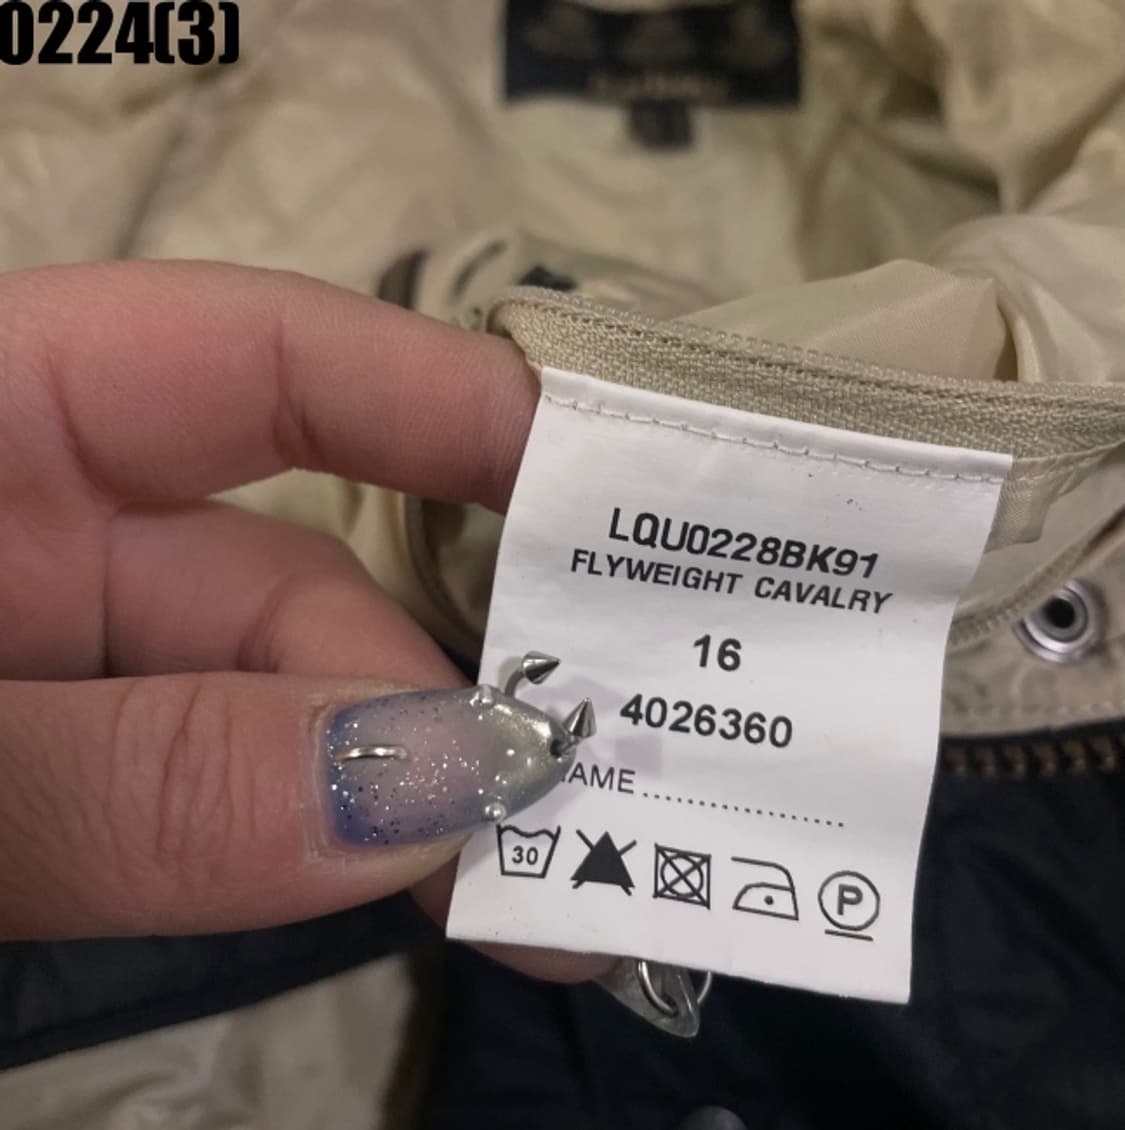 0224(3)
LQU0228BK91
FLYWEIGHT CAVALRY
16
4026360
AME....................
30
P